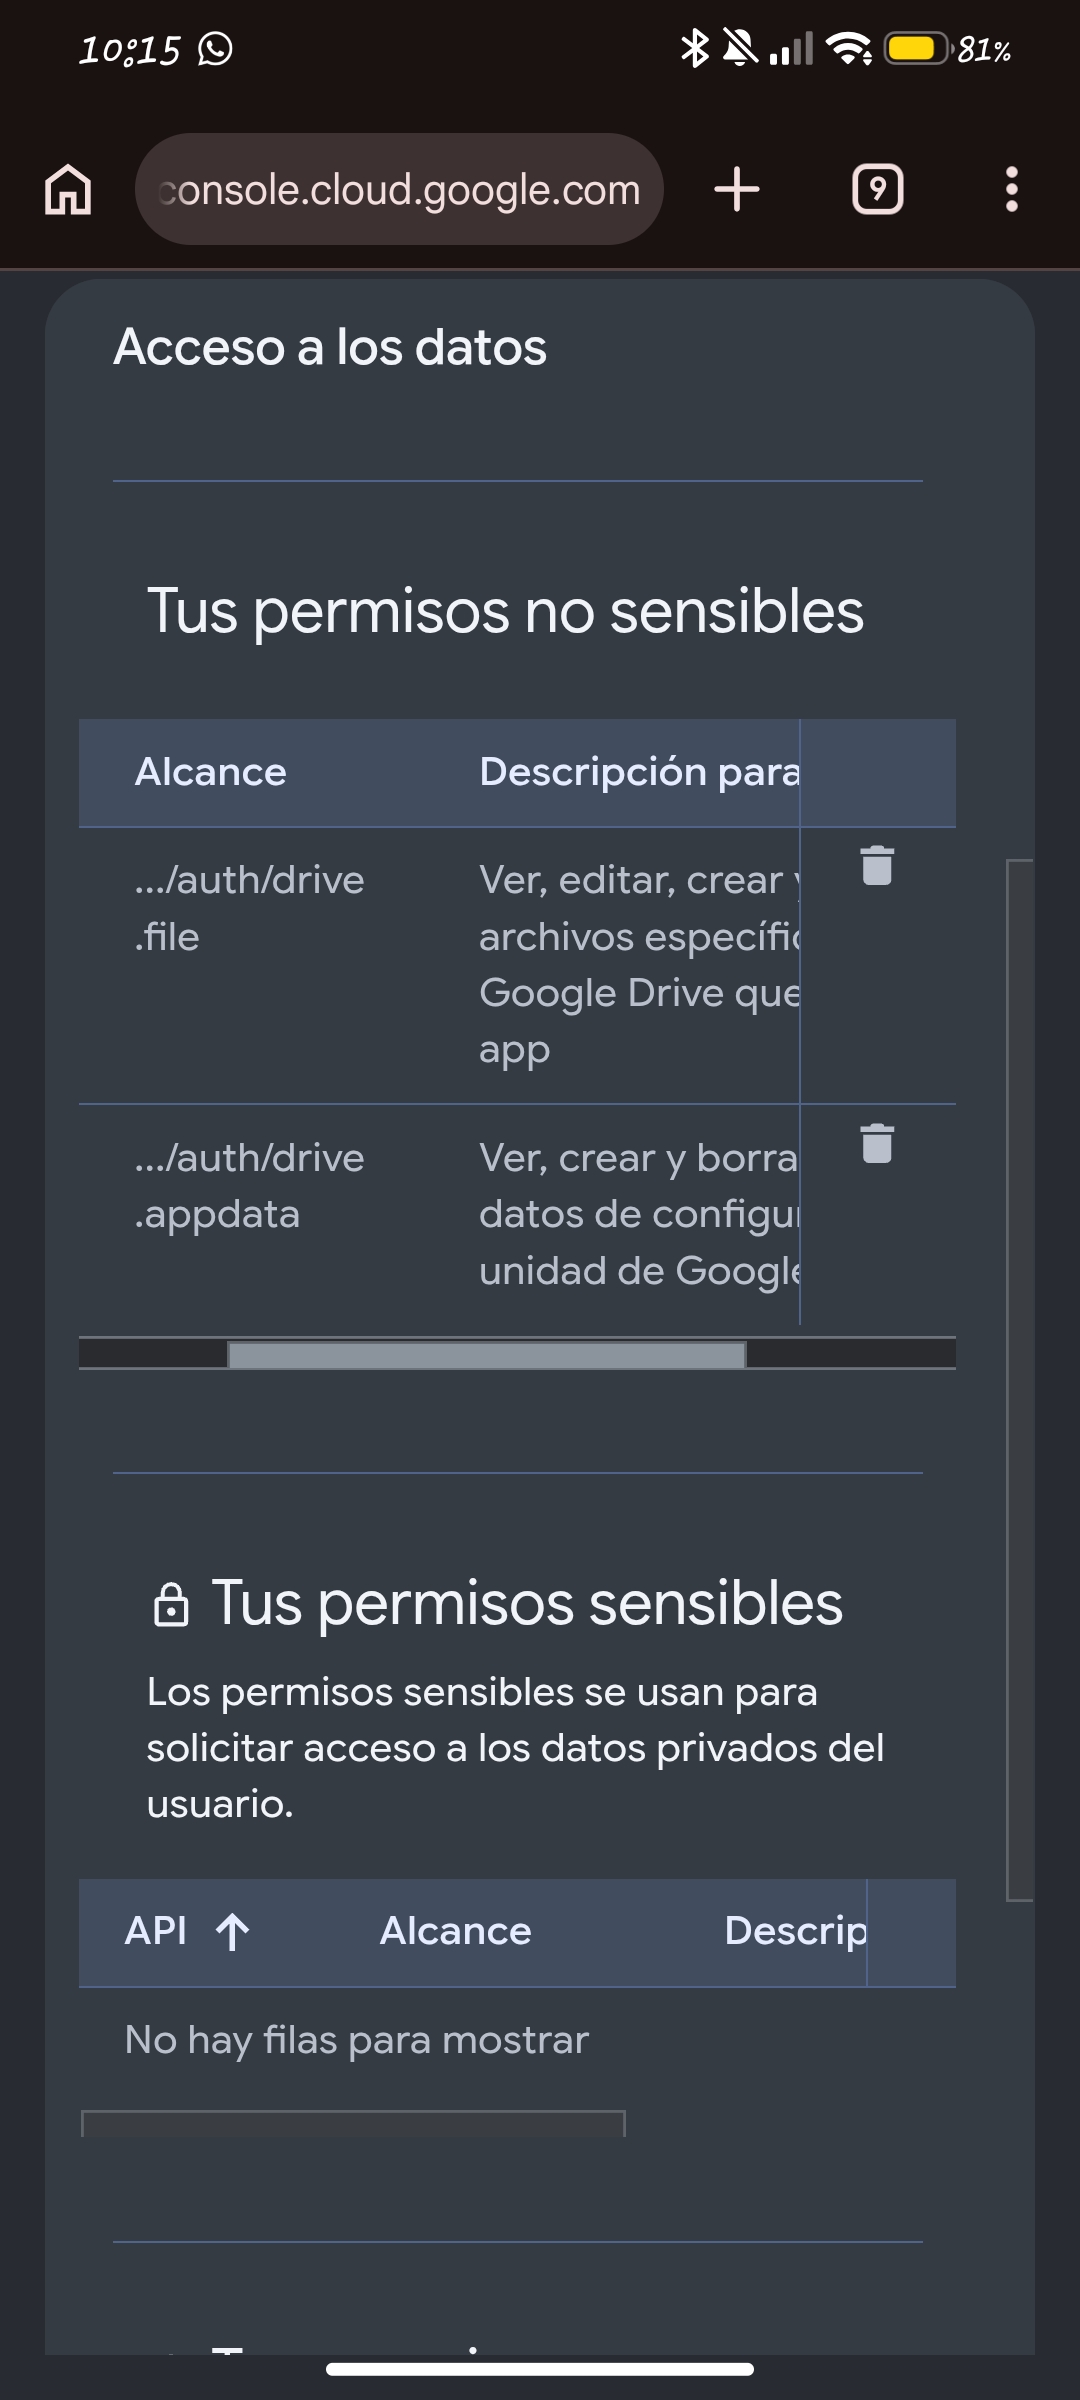 10:15
81%
console.cloud.google.com
9
Acceso a los datos
Tus permisos no sensibles
Alcance
Descripción para
.../auth/drive
.file
Ver, editar, crear
archivos específic
Google Drive que
app
.../auth/drive
.appdata
Ver, crear y borra
datos de configu
unidad de Google
Tus permisos sensibles
Los permisos sensibles se usan para
solicitar acceso a los datos privados del
usuario.
API
Alcance
Descrip
No hay filas para mostrar